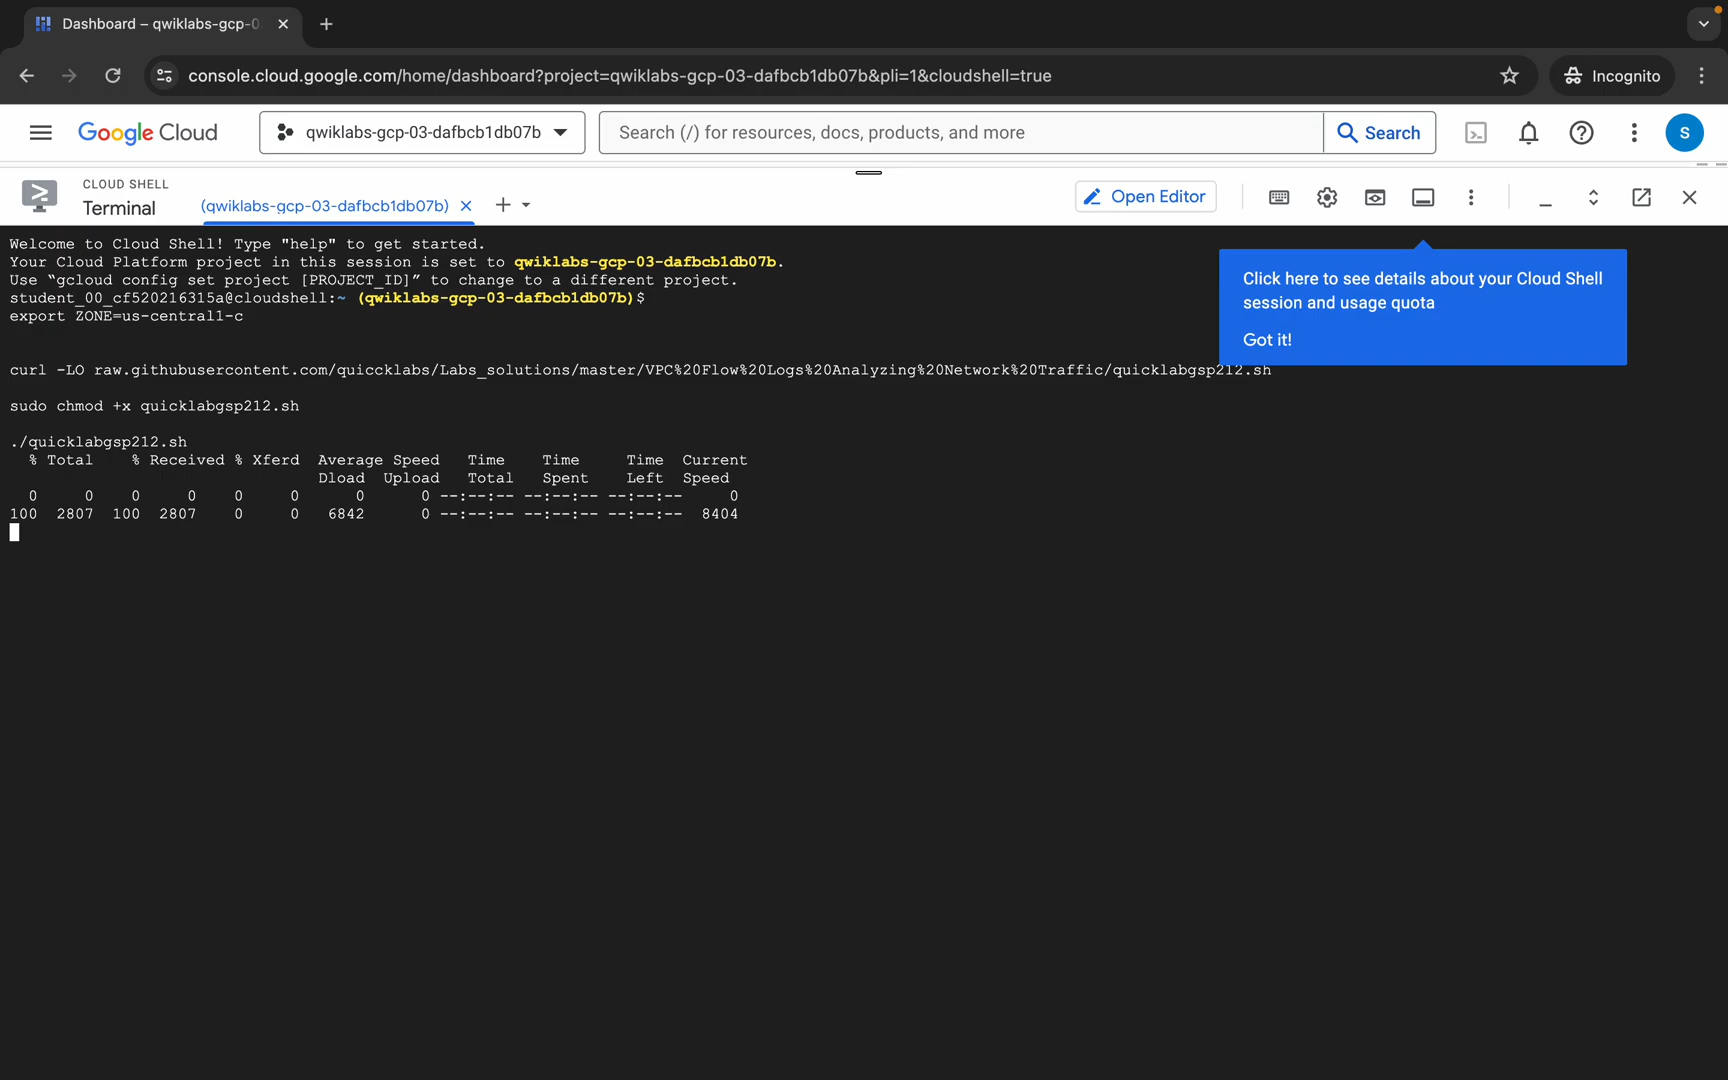 Dashboard – qwiklabs-gcp-0
console.cloud.google.com/home/dashboard?project=qwiklabs-gcp-03-dafbcb1db07b&pli=1&cloudshell=true
Incognito
Google Cloud
qwiklabs-gcp-03-dafbcb1db07b
Search (/) for resources, docs, products, and more
Search
S
CLOUD SHELL
Terminal
(qwiklabs-gcp-03-dafbcb1db07b)
Open Editor
Welcome to Cloud Shell! Type "help" to get started.
Your Cloud Platform project in this session is set to qwiklabs-gcp-03-dafbcb1db07b.
Use “gcloud config set project [PROJECT_ID]” to change to a different project.
student_00_cf520216315a@cloudshell:~ (qwiklabs-gcp-03-dafbcb1db07b)$
export ZONE=us-central1-c
Click here to see details about your Cloud Shell
session and usage quota
Got it!
curl -LO raw.githubusercontent.com/quiccklabs/Labs_solutions/master/VPC%20Flow%20Logs%20Analyzing%20Network%20Traffic/quicklabgsp212.sh
sudo chmod +x quicklabgsp212.sh
./quicklabgsp212.sh
% Total % Received % Xferd Average Speed Time Time Time Current
Dload Upload Total Spent Left Speed
0 0 0 0 0 0 0 0 --:--:-- --:--:-- --:--:-- 0
100 2807 100 2807 0 0 6842 0 --:--:-- --:--:-- --:--:-- 8404